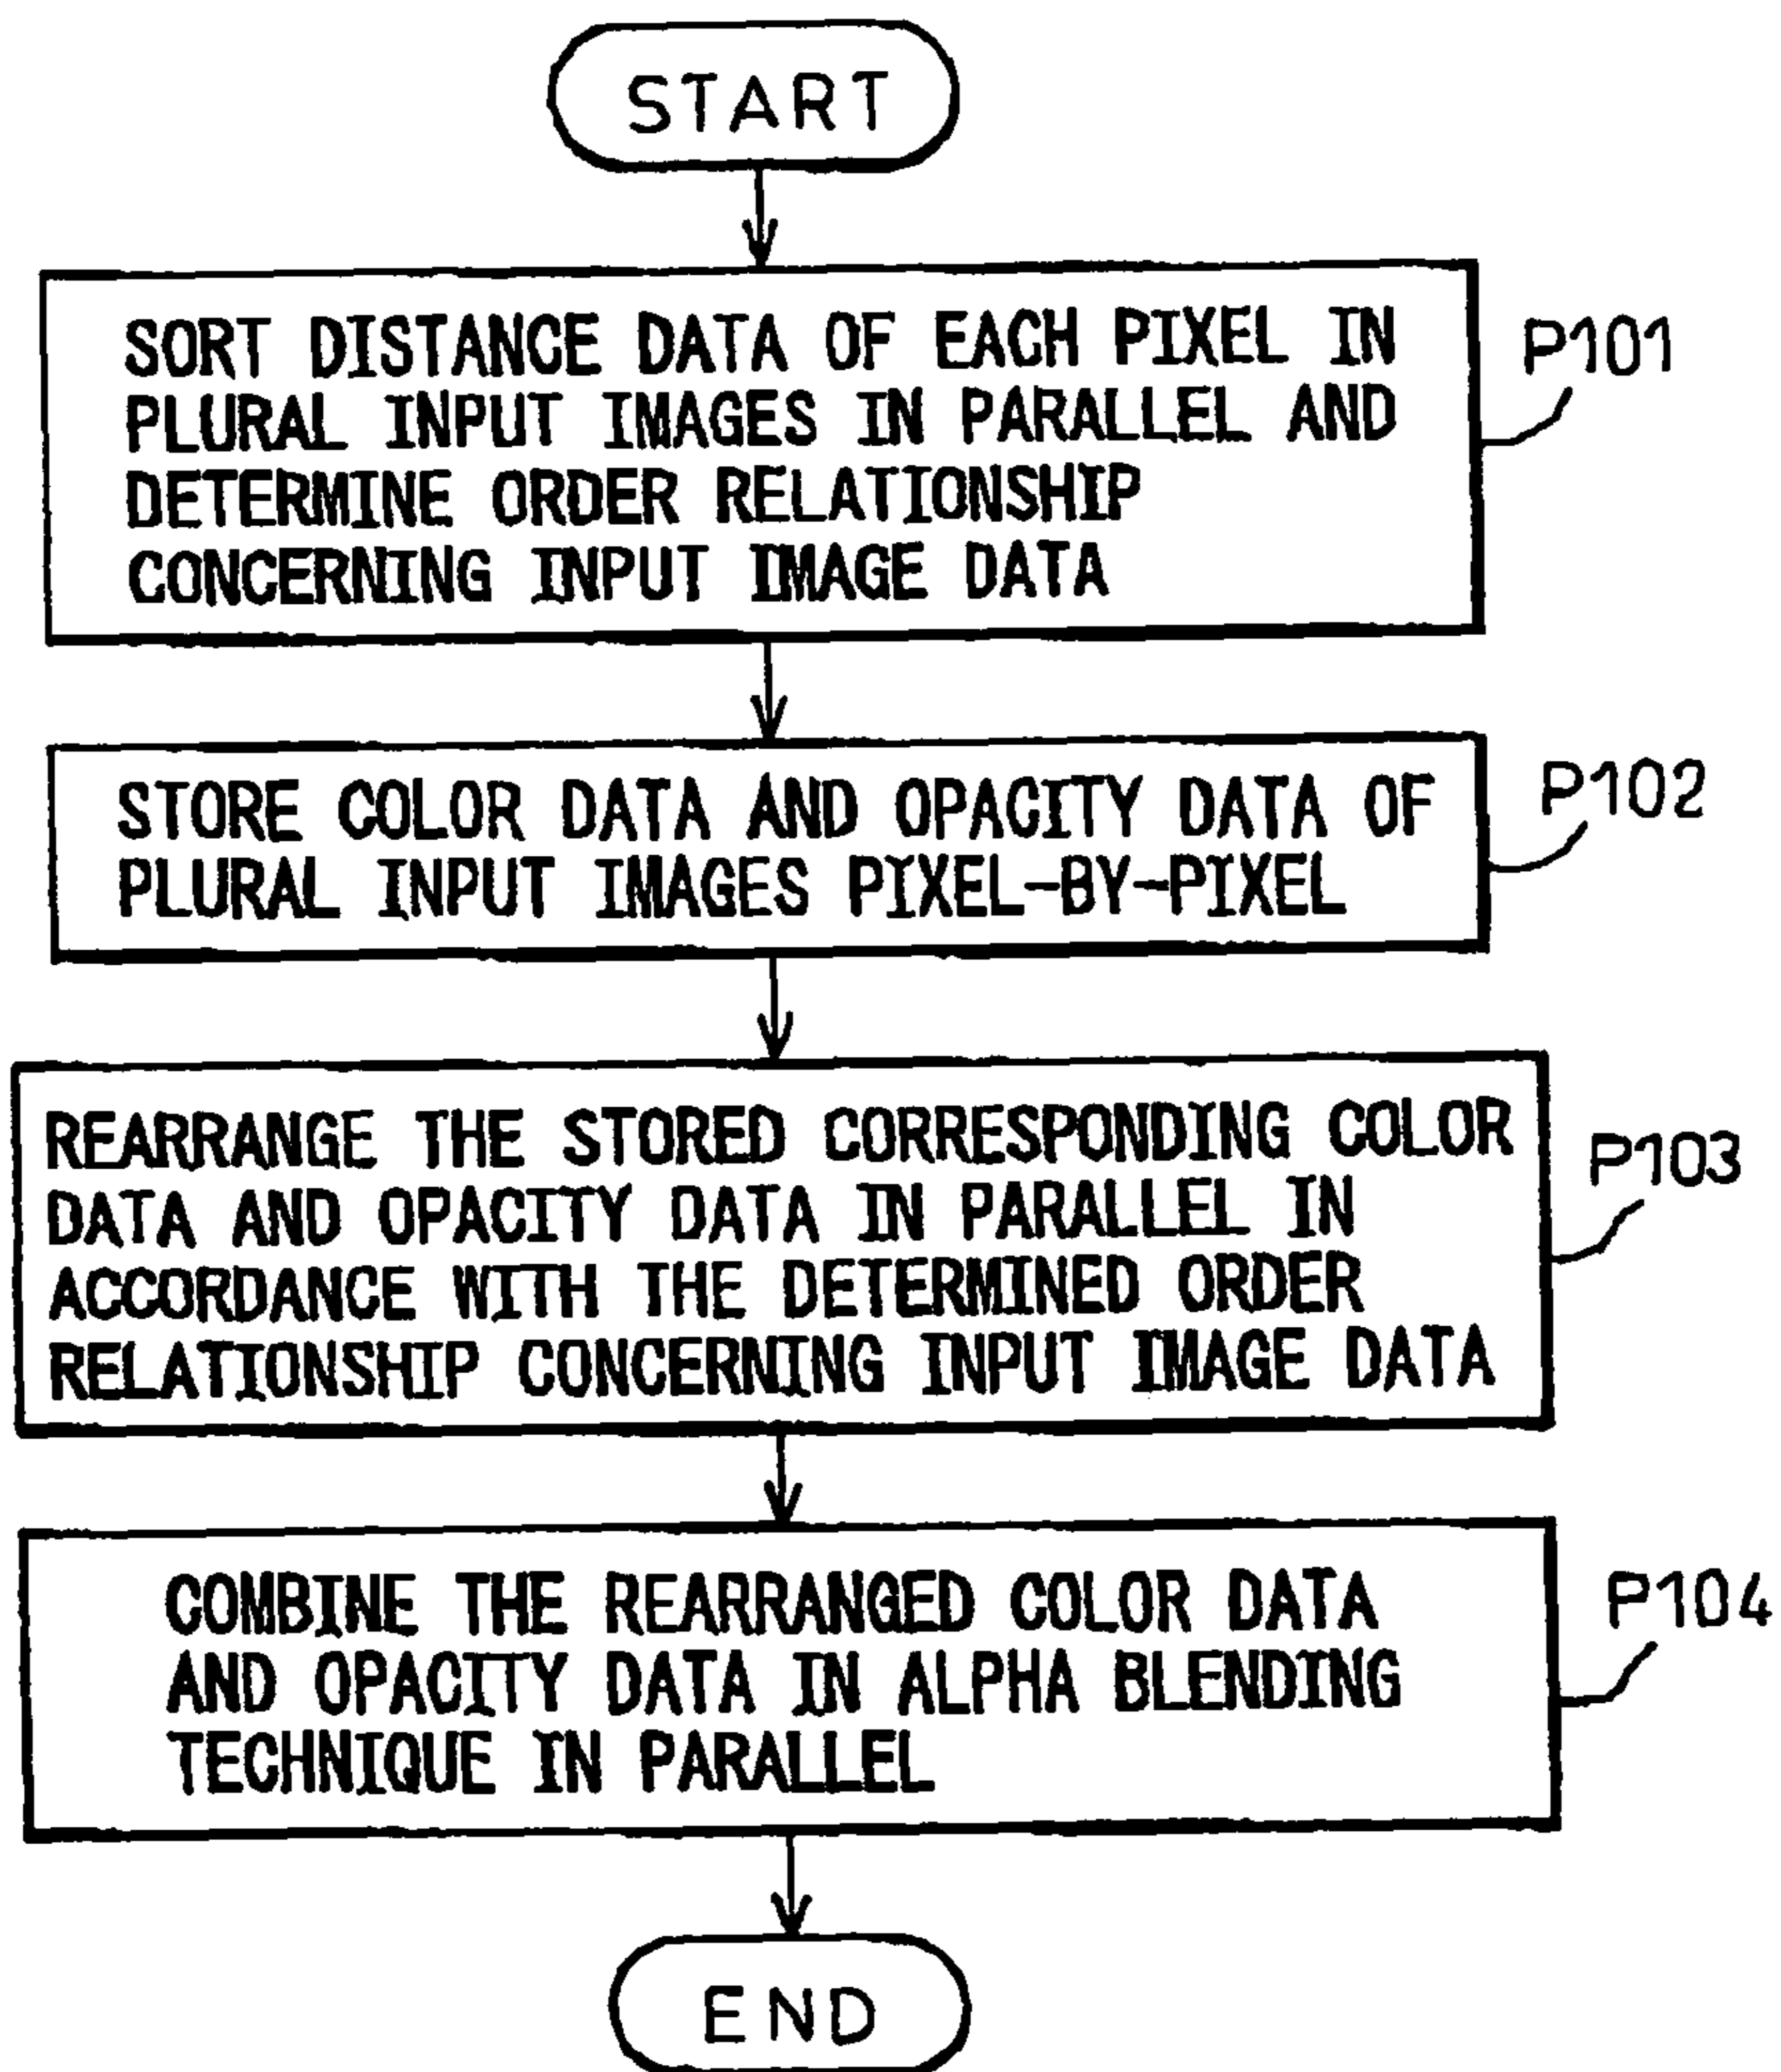 START
SORT DISTANCE DATA OF EACH PIXEL IN
PLURAL INPUT IMAGES IN PARALLEL AND
DETERMINE ORDER RELATIONSHIP
CONCERNING INPUT IMAGE DATA
P101
STORE COLOR DATA AND OPACITY DATA OF
PLURAL INPUT IMAGES PIXEL-BY-PIXEL
P102
REARRANGE THE STORED CORRESPONDING COLOR
DATA AND OPACITY DATA IN PARALLEL IN
ACCORDANCE WITH THE DETERMINED ORDER
RELATIONSHIP CONCERNING INPUT IMAGE DATA
P103
COMBINE THE REARRANGED COLOR DATA
AND OPACITY DATA IN ALPHA BLENDING
TECHNIQUE IN PARALLEL
P104
END